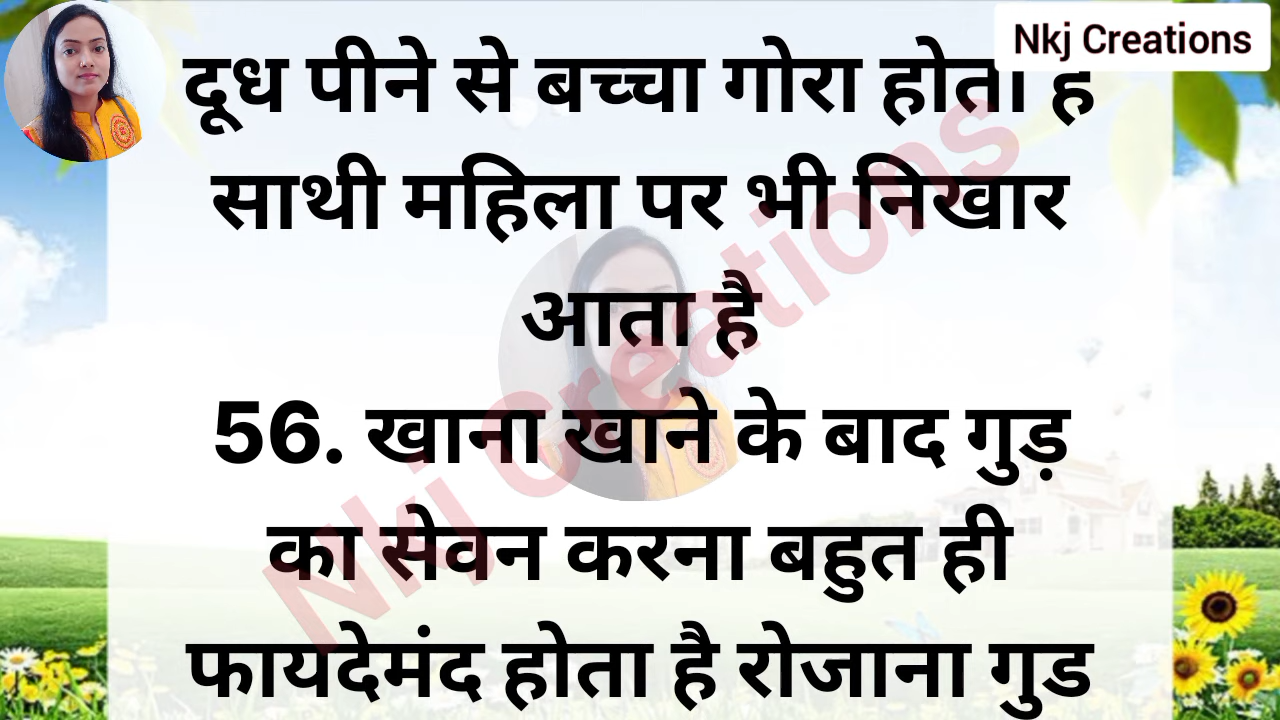 Nkj Creations
दूध पीने से बच्चा गोरा होता है
साथी महिला पर भी निखार
आता है
56. खाना खाने के बाद गुड़
का सेवन करना बहुत ही
फायदेमंद होता है रोजाना गुड
Nkj Creations